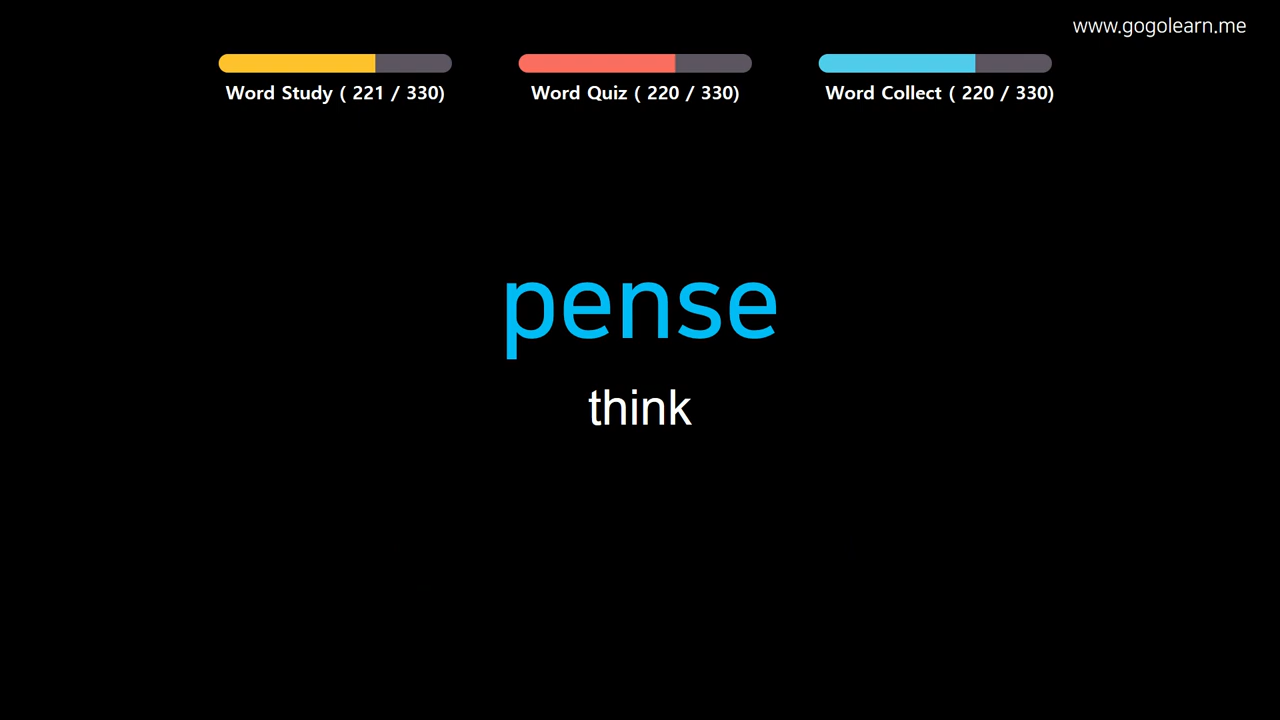 www.gogolearn.me
Word Study ( 221 / 330)
Word Quiz ( 220 / 330)
Word Collect ( 220 / 330)
pense
think